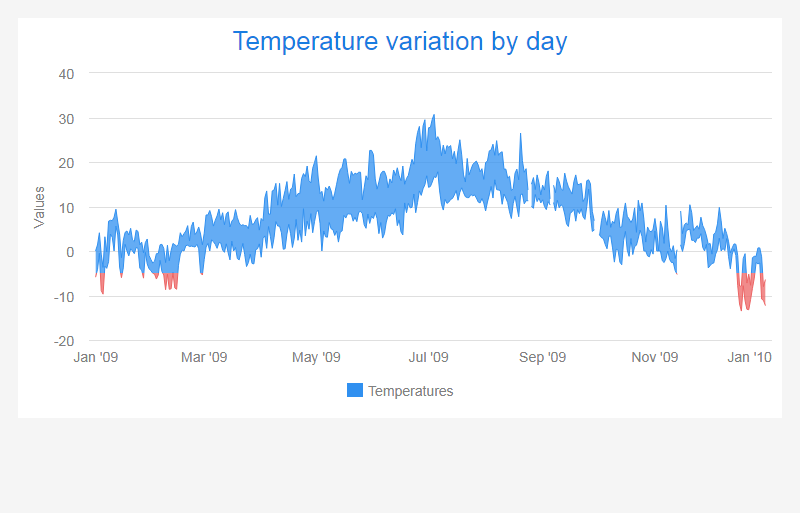 Temperature variation by day
Values
40
30
20
10
0
-10
-20
Jan '09 Mar '09 May '09 Jul '09 Sep '09 Nov '09 Jan '10
Temperatures